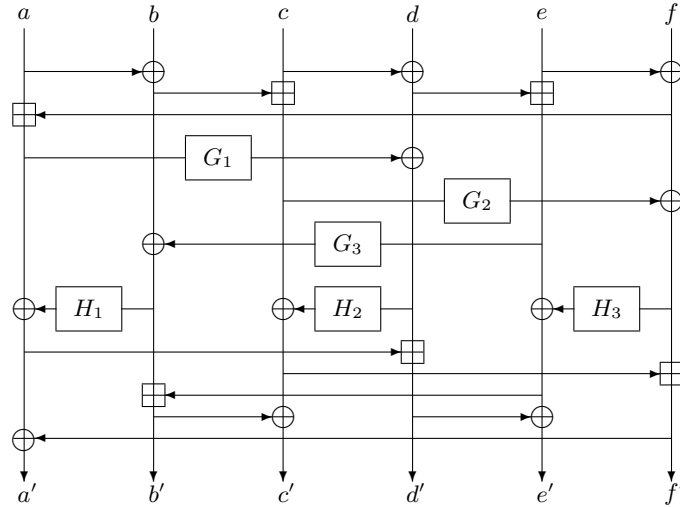 a b c d e f
G₁
G₂
G₃
H₁ H₂ H₃
a′ b′ c′ d′ e′ f′